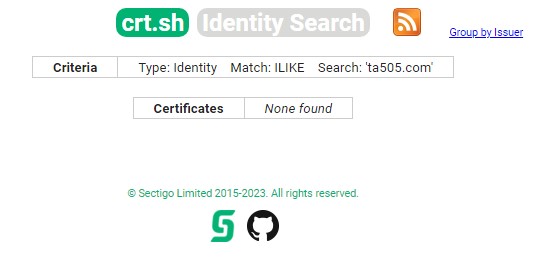 crt.sh Identity Search
Group by Issuer
Criteria Type: Identity Match: ILIKE Search: 'ta505.com'
Certificates None found
© Sectigo Limited 2015-2023. All rights reserved.